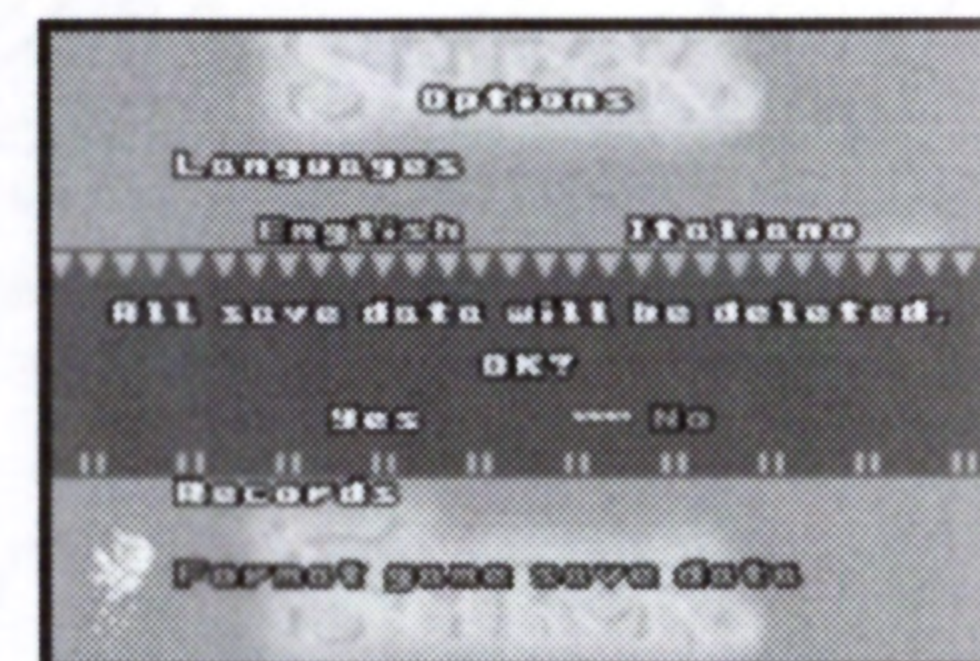 Options
Languages
English Italiano
All save data will be deleted.
OK?
Yes No
Records
Format game save data